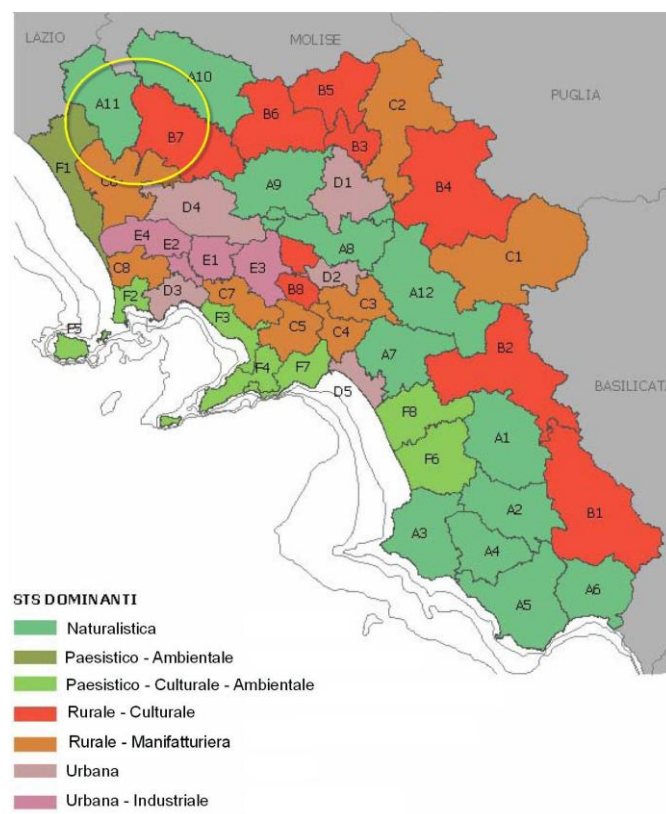 LAZIO
MOLISE
PUGLIA
BASILICATA
A10
A11
B5
C2
B7
B6
B3
F1
C6
B4
A9
D1
D4
E4
E2
E1
E3
A8
C1
C8
D2
B8
A12
F2
D3
C7
C3
F3
C5
C4
F5
B2
A7
F4
F7
D5
F8
A1
F6
B1
A2
A3
A4
A6
A5
STS DOMINANTI
Naturalistica
Paesistico - Ambientale
Paesistico - Culturale - Ambientale
Rurale - Culturale
Rurale - Manifatturiera
Urbana
Urbana - Industriale